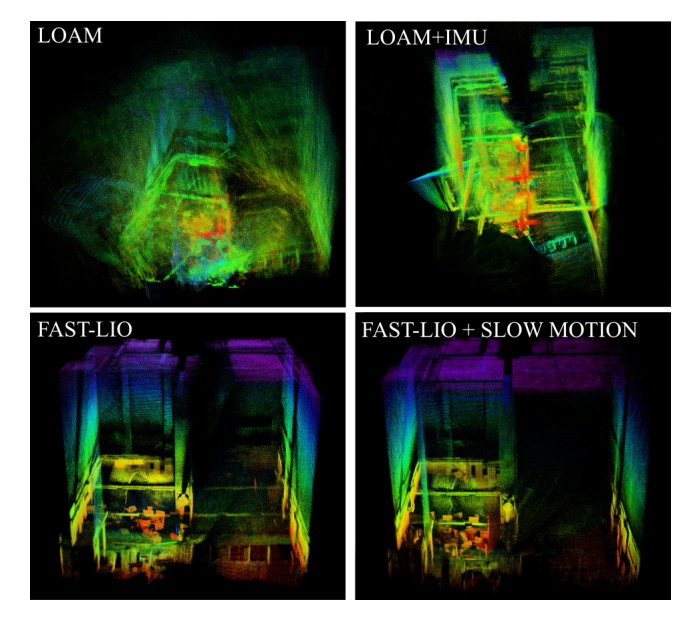 LOAM
LOAM+IMU
FAST-LIO
FAST-LIO + SLOW MOTION